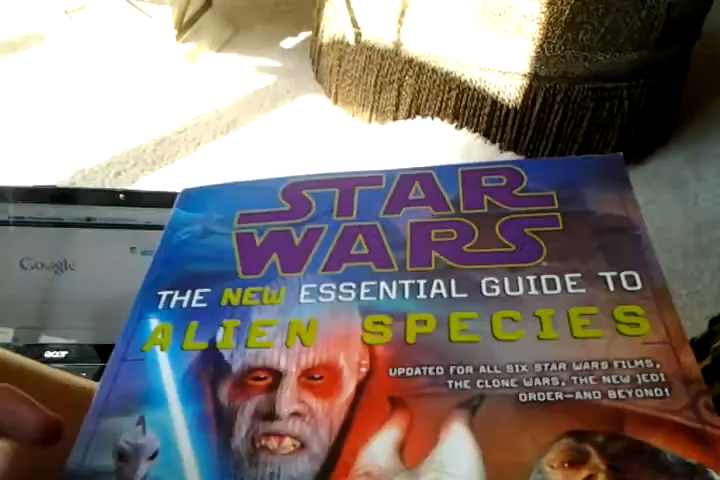 STAR
WARS
THE NEW ESSENTIAL GUIDE TO
ALIEN SPECIES
UPDATED FOR ALL SIX STAR WARS FILMS,
THE CLONE WARS, THE NEW JEDI
ORDER—AND BEYOND!
Google
acer